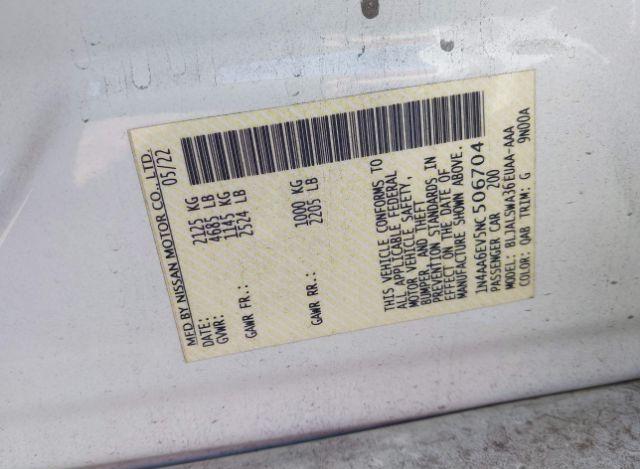 MFD BY NISSAN MOTOR CO., LTD.
DATE: 05/22
GVWR: 2125 KG
4685 LB
GAWR FR.: 1145 KG
2524 LB
GAWR RR.: 1000 KG
2205 LB
THIS VEHICLE CONFORMS TO
ALL APPLICABLE FEDERAL
MOTOR VEHICLE SAFETY,
BUMPER, AND THEFT
PREVENTION STANDARDS IN
EFFECT ON THE DATE OF
MANUFACTURE SHOWN ABOVE.
1N4AA6EV5NC506704
PASSENGER CAR 200
MODEL: BLJALSWA36EUAA-AAA
COLOR: QAB TRIM: G 9N00A